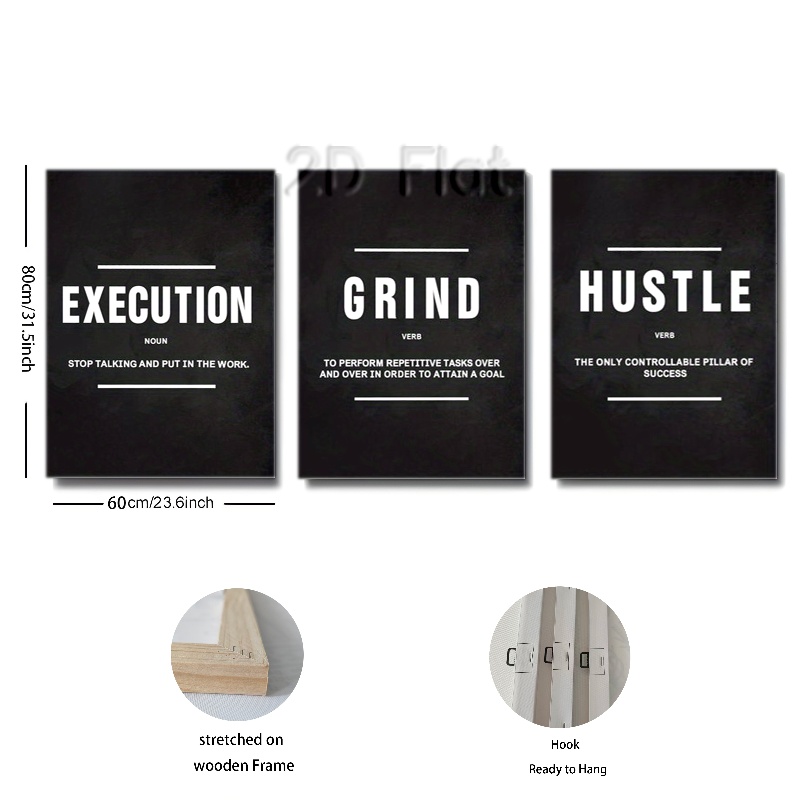 2D Flat
EXECUTION
NOUN
STOP TALKING AND PUT IN THE WORK.
GRIND
VERB
TO PERFORM REPETITIVE TASKS OVER
AND OVER IN ORDER TO ATTAIN A GOAL
HUSTLE
VERB
THE ONLY CONTROLLABLE PILLAR OF
SUCCESS
80cm/31.5inch
60cm/23.6inch
stretched on
wooden Frame
Hook
Ready to Hang